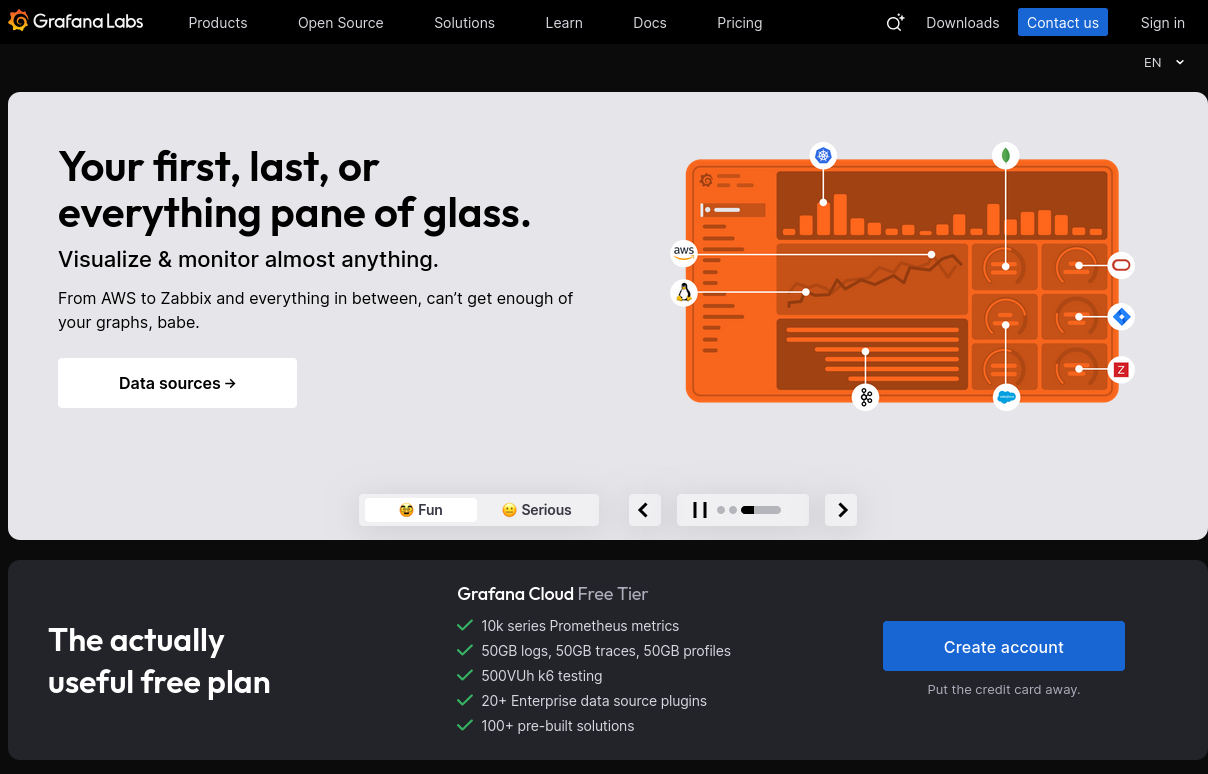 Grafana Labs
Products
Open Source
Solutions
Learn
Docs
Pricing
Downloads
Contact us
Sign in
EN
Your first, last, or
everything pane of glass.
Visualize & monitor almost anything.
From AWS to Zabbix and everything in between, can’t get enough of
your graphs, babe.
Data sources →
aws
Z
Fun
Serious
The actually
useful free plan
Grafana Cloud Free Tier
10k series Prometheus metrics
50GB logs, 50GB traces, 50GB profiles
500VUh k6 testing
20+ Enterprise data source plugins
100+ pre-built solutions
Create account
Put the credit card away.